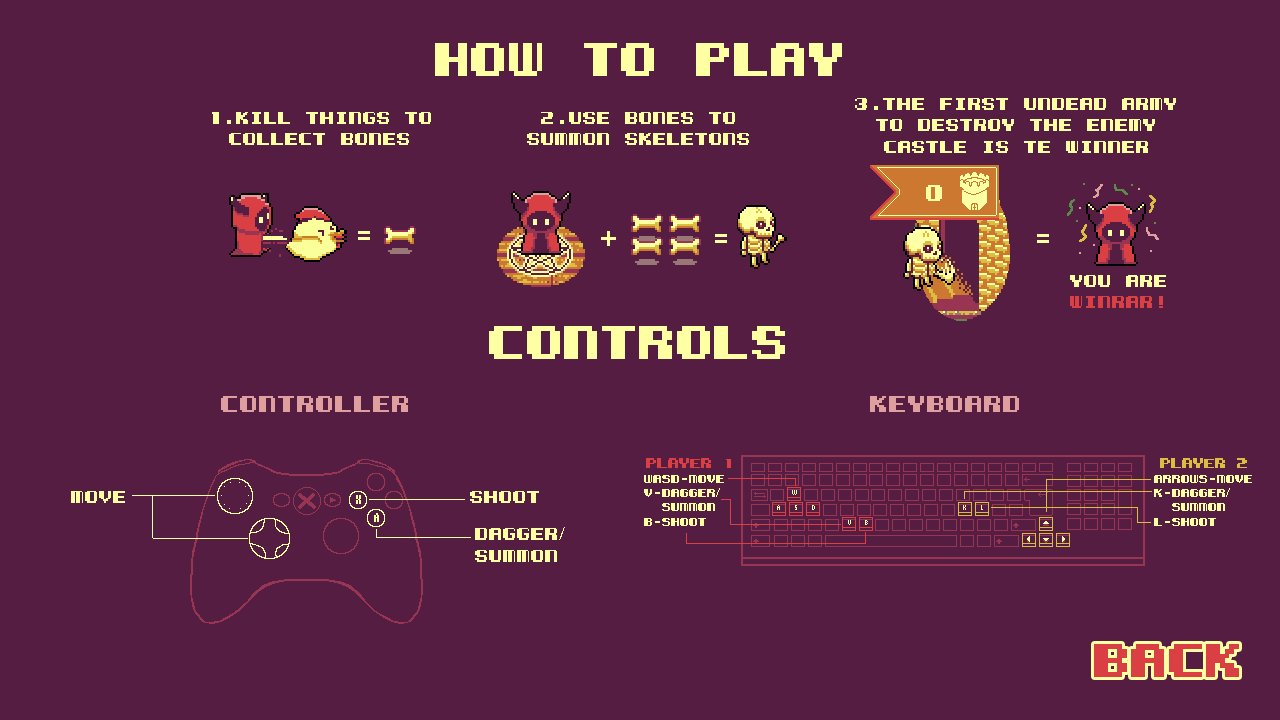 HOW TO PLAY
1.KILL THINGS TO
COLLECT BONES
2.USE BONES TO
SUMMON SKELETONS
3.THE FIRST UNDEAD ARMY
TO DESTROY THE ENEMY
CASTLE IS TE WINNER
=
+
=
0
=
YOU ARE
WINRAR!
CONTROLS
CONTROLLER
MOVE
X
A
SHOOT
DAGGER/
SUMMON
KEYBOARD
PLAYER 1
WASD-MOVE
V-DAGGER/
SUMMON
B-SHOOT
W
A S D
V B
K L
PLAYER 2
ARROWS-MOVE
K-DAGGER/
SUMMON
L-SHOOT
BACK